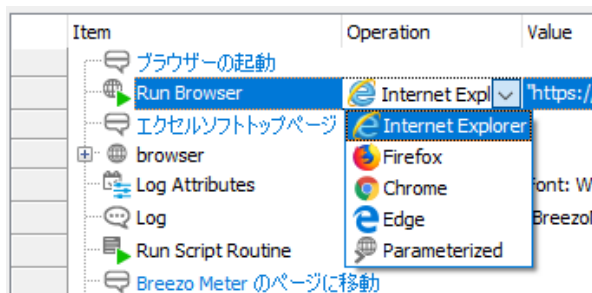 Item Operation Value
ブラウザーの起動
Run Browser Internet Expl "https:/
エクセルソフトトップページ Internet Explorer
browser Firefox
Log Attributes Chrome Font: W
Log Edge Breezo
Run Script Routine Parameterized
Breezo Meter のページに移動